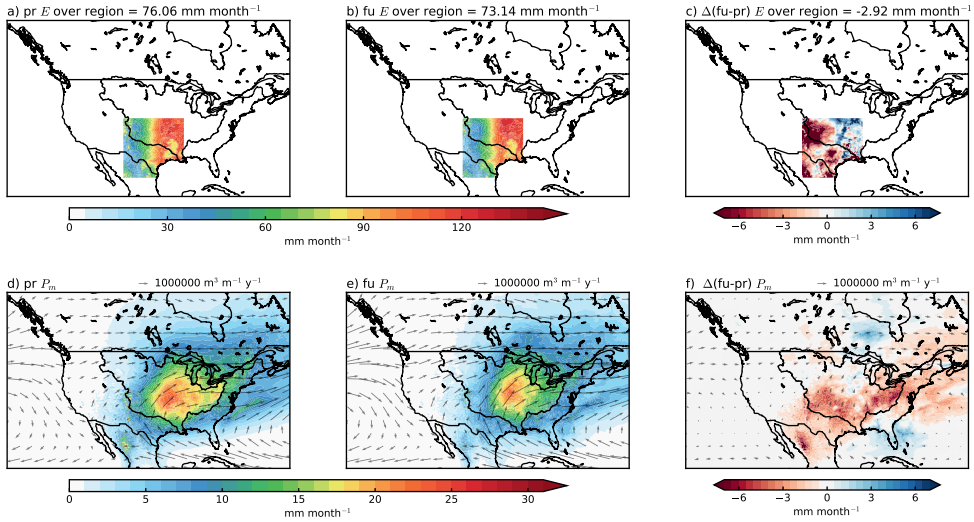 a) pr E over region = 76.06 mm month⁻¹
b) fu E over region = 73.14 mm month⁻¹
c) Δ(fu-pr) E over region = -2.92 mm month⁻¹
0 30 60 90 120
mm month⁻¹
−6 −3 0 3 6
mm month⁻¹
d) pr Pₘ → 1000000 m³ m⁻¹ y⁻¹
e) fu Pₘ → 1000000 m³ m⁻¹ y⁻¹
f) Δ(fu-pr) Pₘ → 1000000 m³ m⁻¹ y⁻¹
0 5 10 15 20 25 30
mm month⁻¹
−6 −3 0 3 6
mm month⁻¹